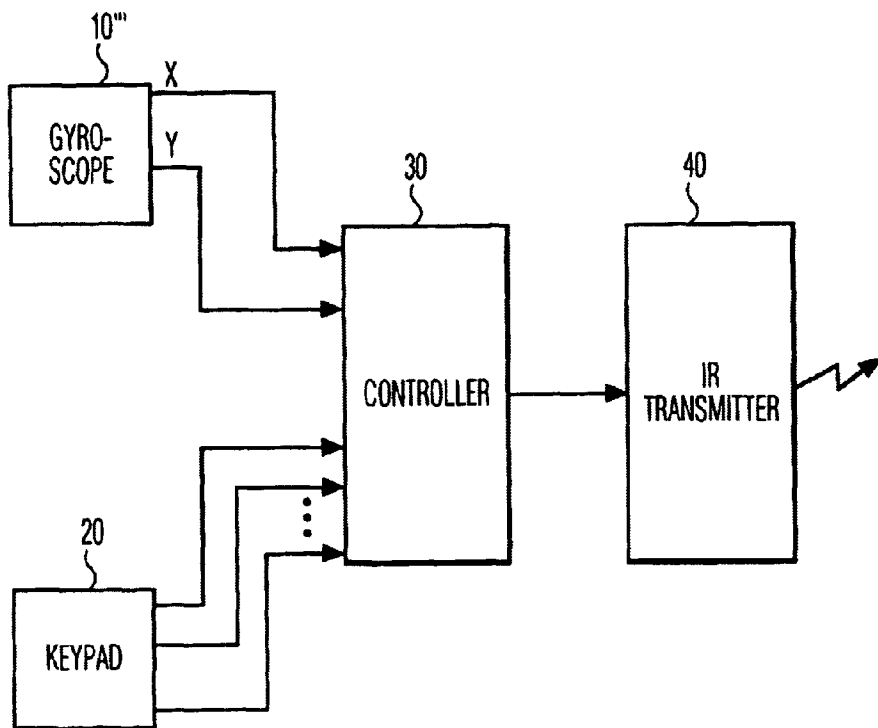 10'''
X
GYRO-
SCOPE
Y
30
40
CONTROLLER
IR
TRANSMITTER
20
KEYPAD